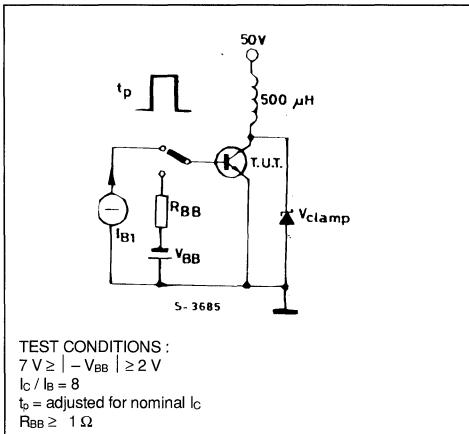 50V
tp
500 μH
T.U.T.
RBB
Vclamp
IB1
VBB
S-3685
TEST CONDITIONS :
7 V ≥ | – VBB | ≥ 2 V
IC / IB = 8
tp = adjusted for nominal IC
RBB ≥ 1 Ω